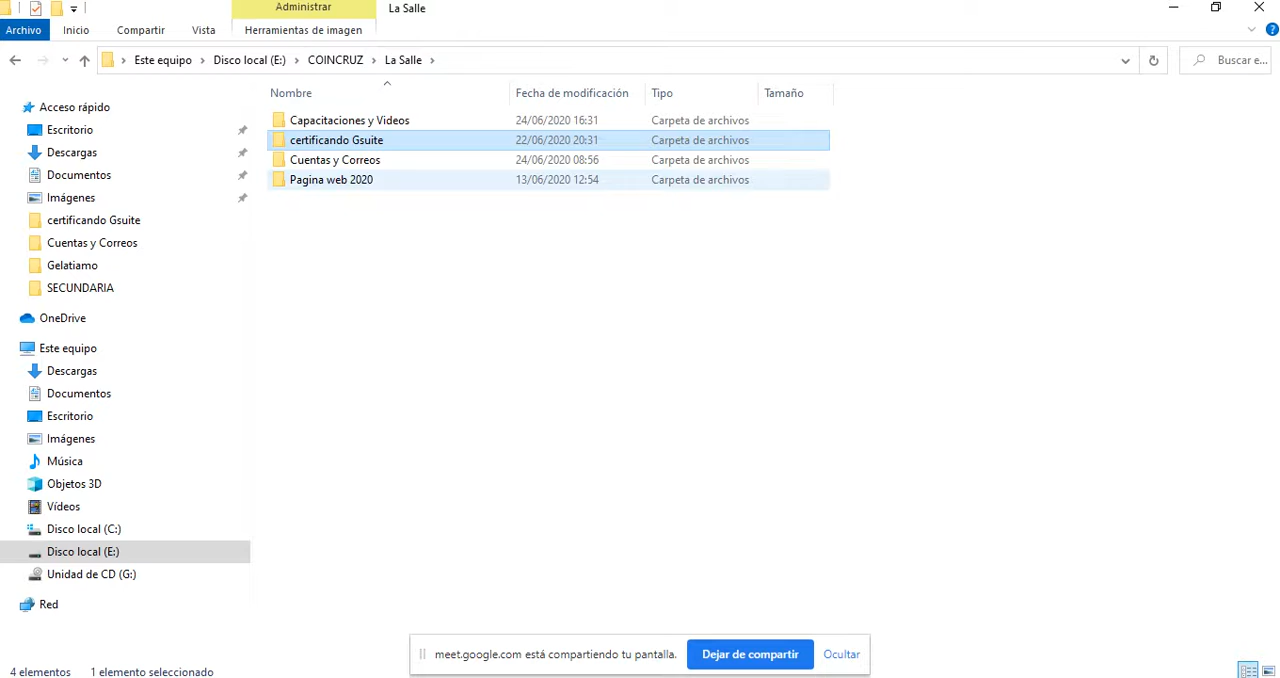 Administrar
La Salle
Archivo
Inicio
Compartir
Vista
Herramientas de imagen
Este equipo
Disco local (E:)
COINCRUZ
La Salle
Buscar e...
Nombre
Fecha de modificación
Tipo
Tamaño
Capacitaciones y Videos 24/06/2020 16:31 Carpeta de archivos
certificando Gsuite 22/06/2020 20:31 Carpeta de archivos
Cuentas y Correos 24/06/2020 08:56 Carpeta de archivos
Pagina web 2020 13/06/2020 12:54 Carpeta de archivos
Acceso rápido
Escritorio
Descargas
Documentos
Imágenes
certificando Gsuite
Cuentas y Correos
Gelatiamo
SECUNDARIA
OneDrive
Este equipo
Descargas
Documentos
Escritorio
Imágenes
Música
Objetos 3D
Vídeos
Disco local (C:)
Disco local (E:)
Unidad de CD (G:)
Red
meet.google.com está compartiendo tu pantalla.
Dejar de compartir
Ocultar
4 elementos
1 elemento seleccionado